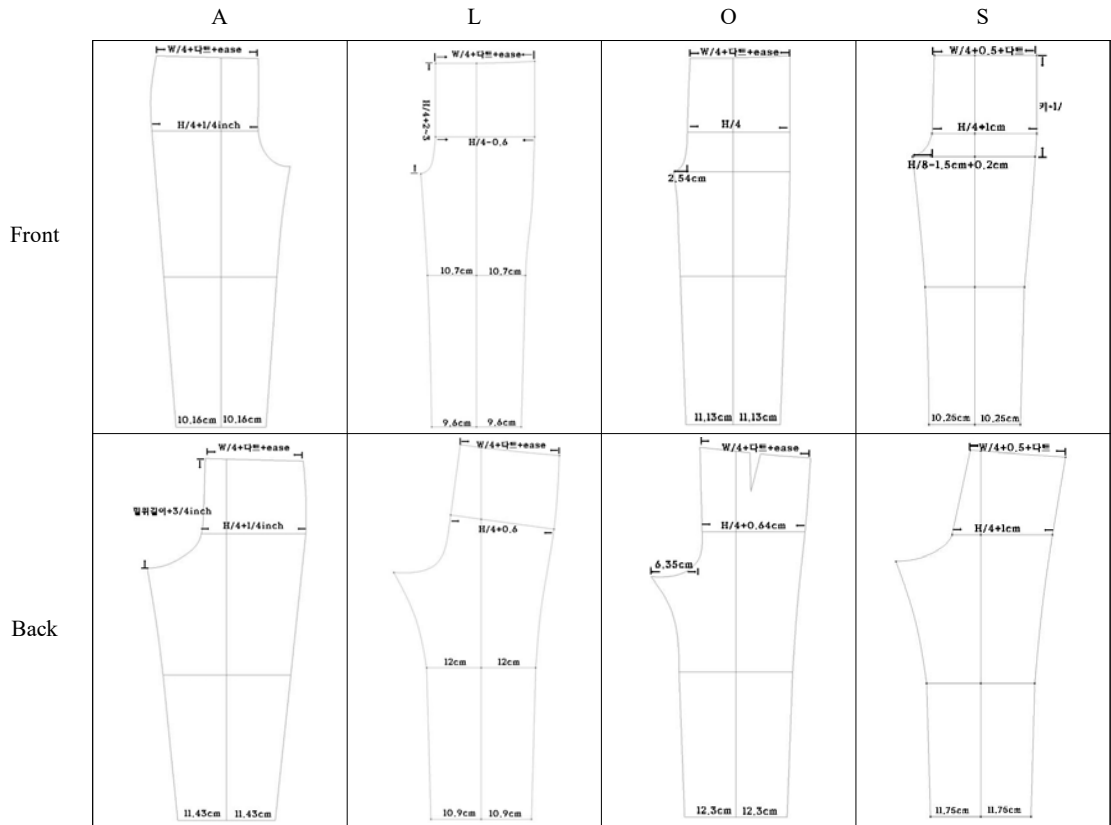 A L O S
Front
W/4+다트+ease
H/4+1/4inch
10.16cm 10.16cm
W/4+다트+ease
H/4+2~3
H/4-0.6
10.7cm 10.7cm
9.6cm 9.6cm
W/4+다트+ease
H/4
2.54cm
11.13cm 11.13cm
W/4+0.5+다트
키*1/
H/4+1cm
H/8-1.5cm+0.2cm
10.25cm 10.25cm
Back
W/4+다트+ease
밑위길이+3/4inch
H/4+1/4inch
11.43cm 11.43cm
W/4+다트+ease
H/4+0.6
12cm 12cm
10.9cm 10.9cm
W/4+다트+ease
H/4+0.64cm
6.35cm
12.3cm 12.3cm
W/4+0.5+다트
H/4+1cm
11.75cm 11.75cm